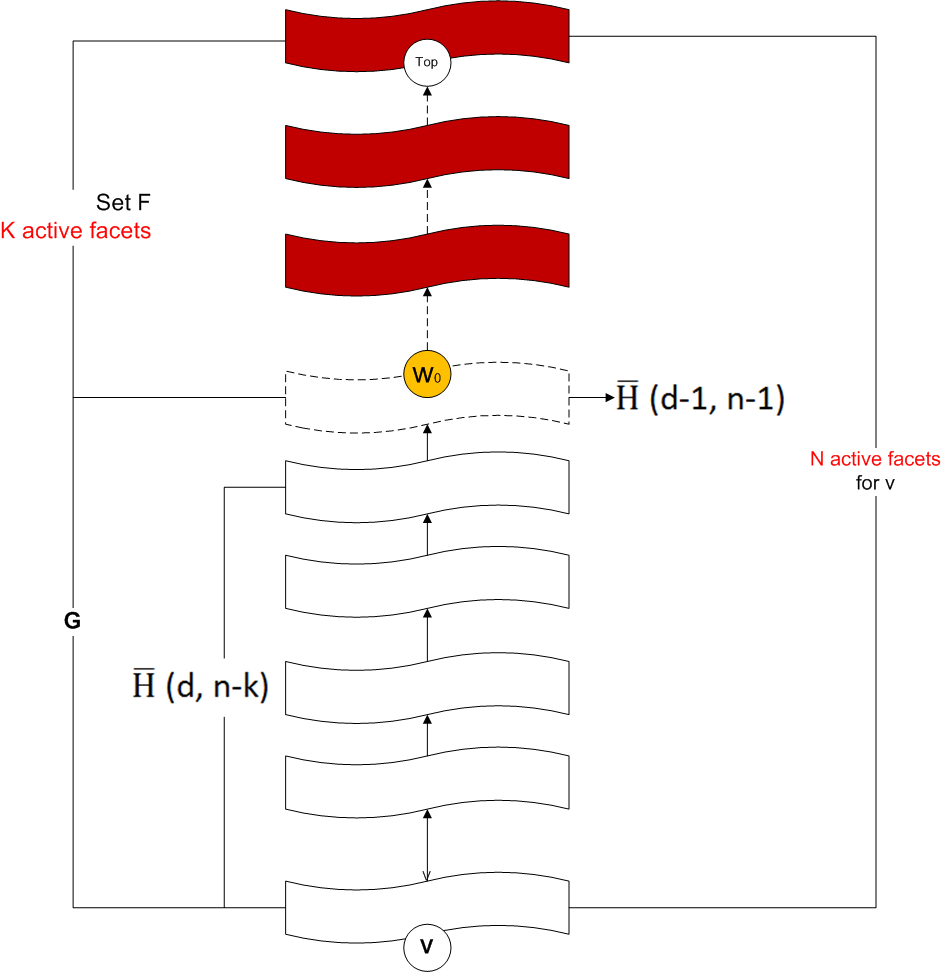 Top
Set F
K active facets
W₀
H̅ (d-1, n-1)
N active facets
for v
G
H̅ (d, n-k)
v